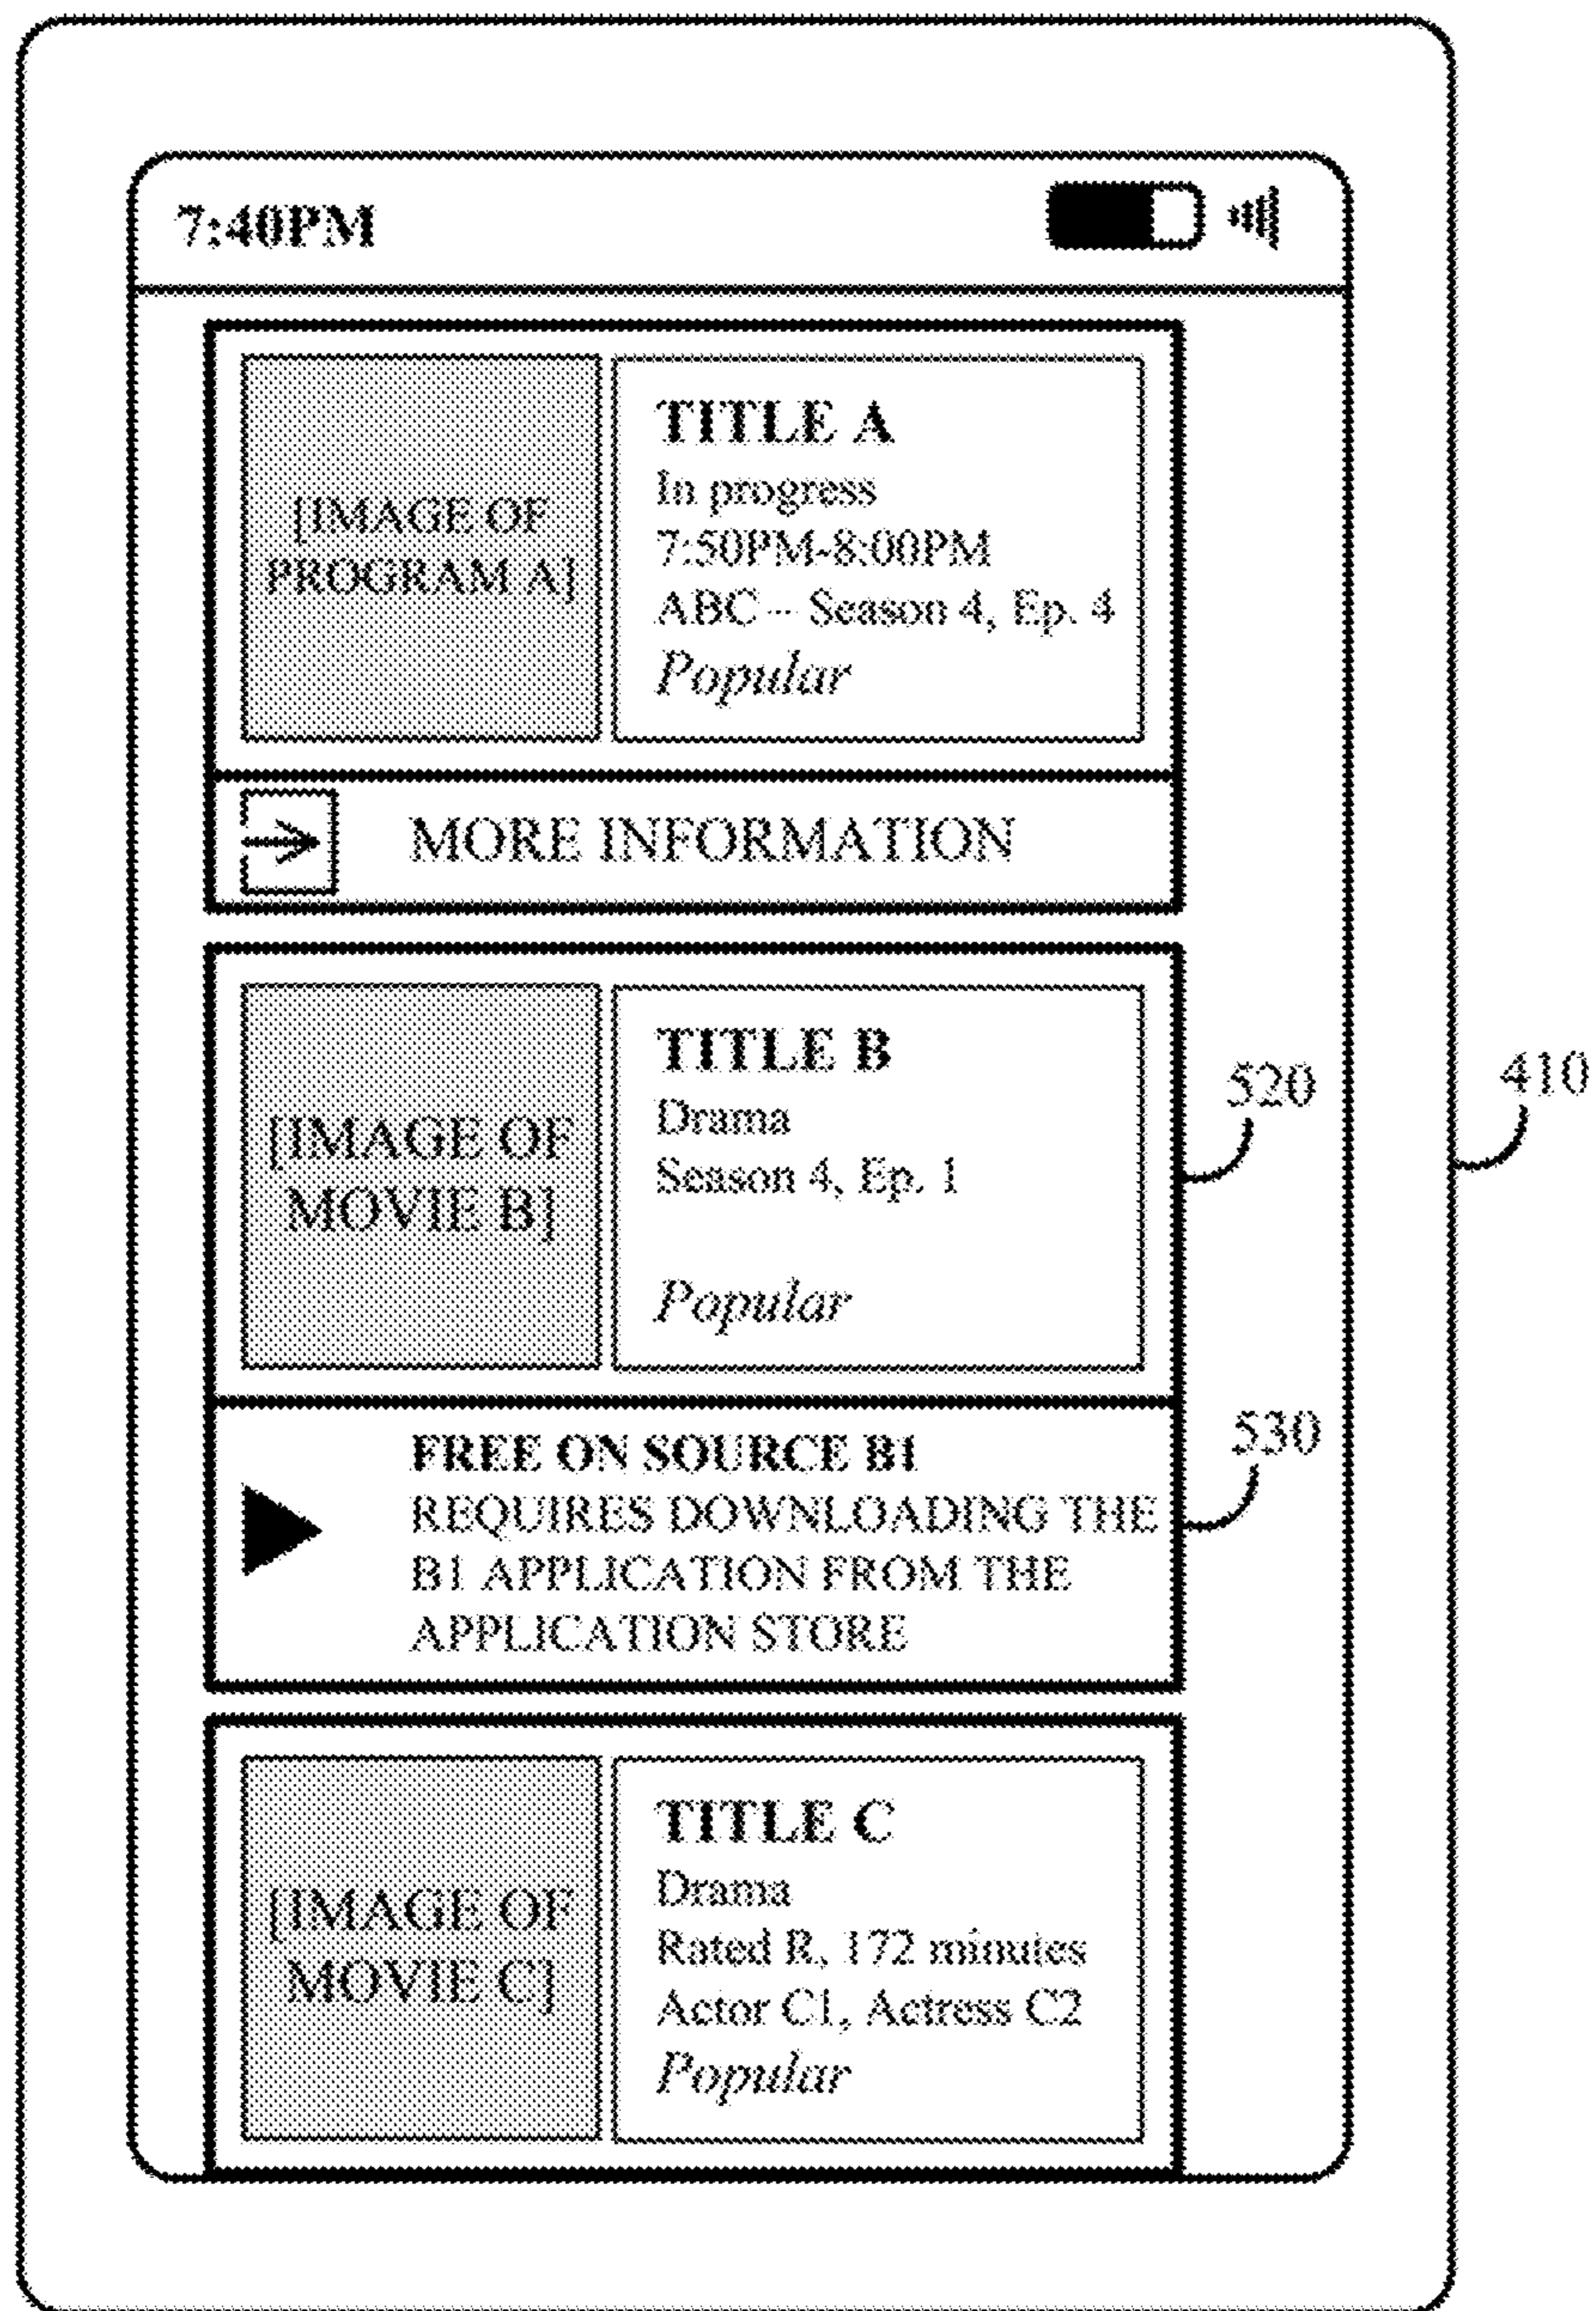 7:40PM
[IMAGE OF
PROGRAM A]
TITLE A
In progress
7:50PM-8:00PM
ABC – Season 4, Ep. 4
Popular
MORE INFORMATION
[IMAGE OF
MOVIE B]
TITLE B
Drama
Season 4, Ep. 1
Popular
520
410
FREE ON SOURCE B1
REQUIRES DOWNLOADING THE
B1 APPLICATION FROM THE
APPLICATION STORE
530
[IMAGE OF
MOVIE C]
TITLE C
Drama
Rated R, 172 minutes
Actor C1, Actress C2
Popular